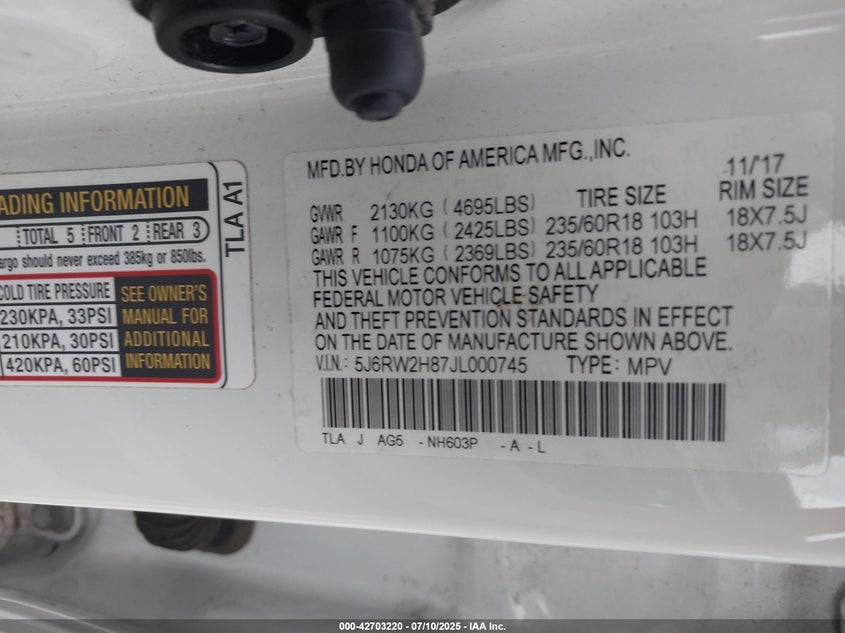 ADING INFORMATION
TOTAL 5 FRONT 2 REAR 3
argo should never exceed 385kg or 850lbs.
COLD TIRE PRESSURE
230KPA, 33PSI
210KPA, 30PSI
420KPA, 60PSI
SEE OWNER'S
MANUAL FOR
ADDITIONAL
INFORMATION
TLA A1
MFD.BY HONDA OF AMERICA MFG.,INC. 11/'17
TIRE SIZE RIM SIZE
GVWR 2130KG (4695LBS)
GAWR F 1100KG (2425LBS) 235/60R18 103H 18X7.5J
GAWR R 1075KG (2369LBS) 235/60R18 103H 18X7.5J
THIS VEHICLE CONFORMS TO ALL APPLICABLE
FEDERAL MOTOR VEHICLE SAFETY
AND THEFT PREVENTION STANDARDS IN EFFECT
ON THE DATE OF MANUFACTURE SHOWN ABOVE.
V.I.N.: 5J6RW2H87JL000745 TYPE: MPV
TLA J AG5 -NH603P -A -L
000-42703220 - 07/10/2025 - IAA Inc.